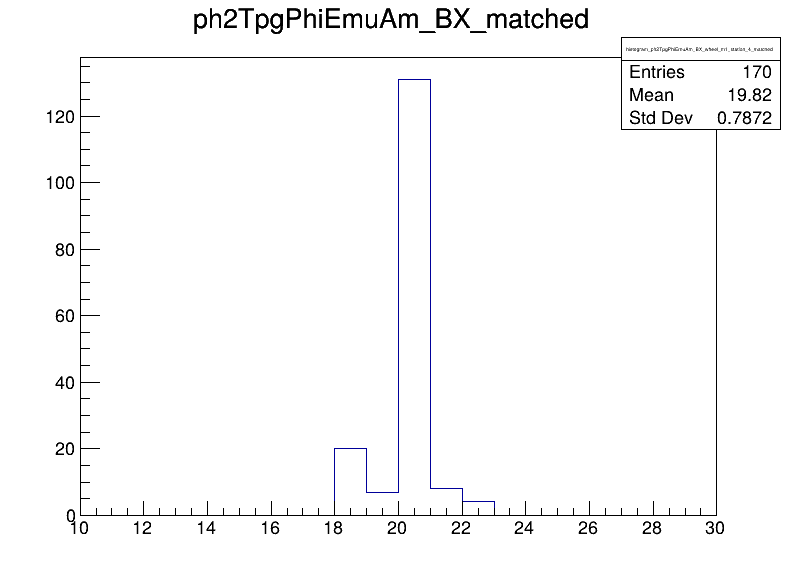 ph2TpgPhiEmuAm_BX_matched
histogram_ph2TpgPhiEmuAm_BX_wheel_m1_station_4_matched
Entries 170
Mean 19.82
Std Dev 0.7872
120
100
80
60
40
20
0
10 12 14 16 18 20 22 24 26 28 30